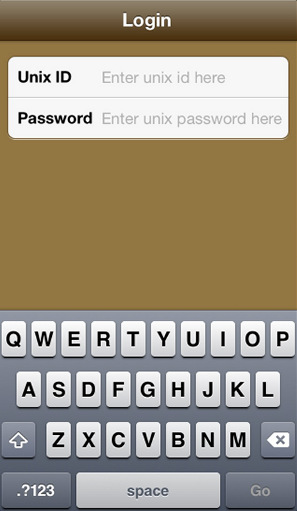 Login
Unix ID Enter unix id here
Password Enter unix password here
Q W E R T Y U I O P
A S D F G H J K L
Z X C V B N M
.?123 space Go